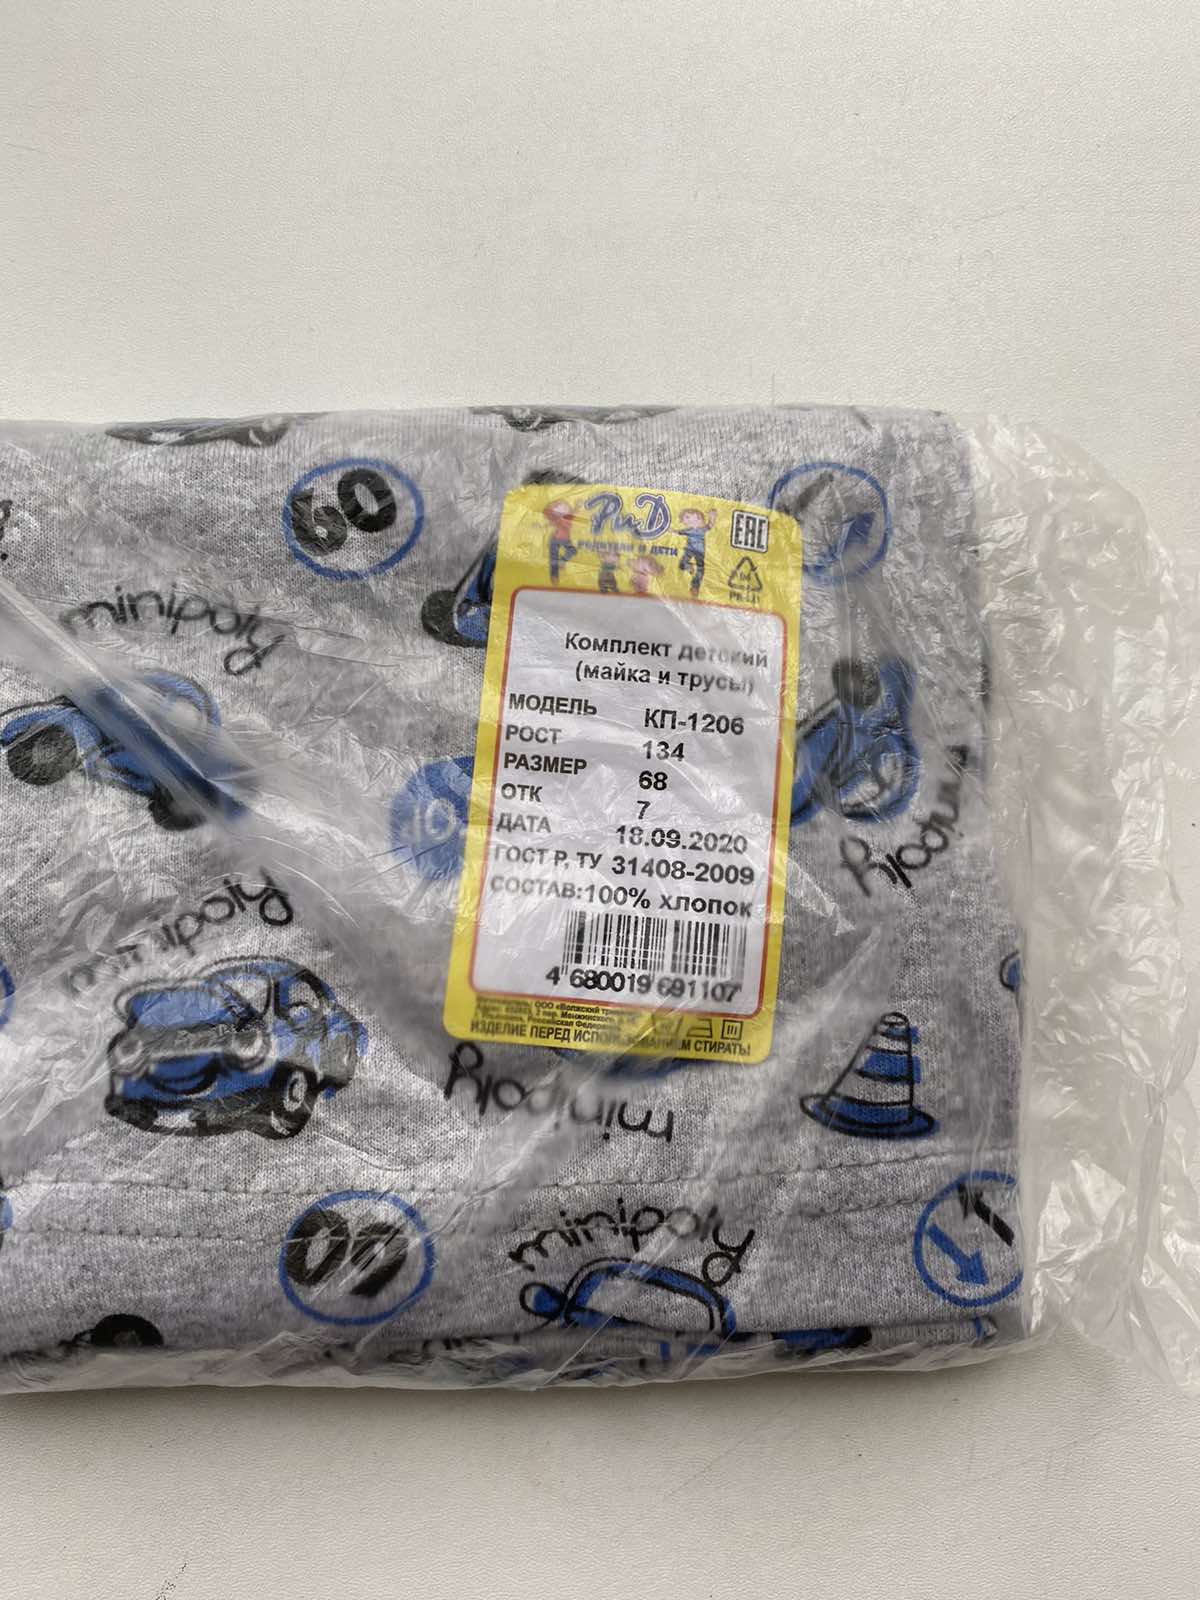 60
minipoly
РиД
РОДИТЕЛИ И ДЕТИ
EAC
Комплект детский
(майка и трусы)
МОДЕЛЬ КП-1206
РОСТ 134
РАЗМЕР 68
ОТК 7
ДАТА 18.09.2020
ГОСТ Р, ТУ 31408-2009
СОСТАВ:100% ХЛОПОК
4 680019 691107
ИЗДЕЛИЕ ПЕРЕД ИСПОЛЬЗОВАНИЕМ СТИРАТЬ!
minipoly
minipoly
minipoly
minipoly